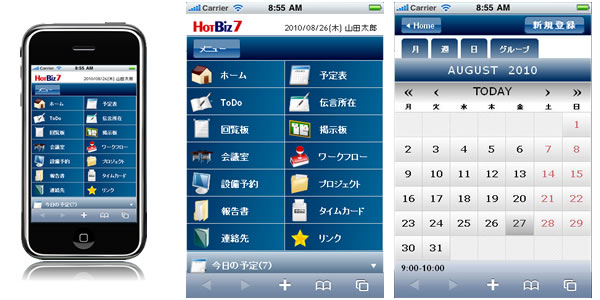 Carrier 8:55 AM
HOTBIZ7
2010/08/26(木) 山田太郎
メニュー
ホーム 予定表
ToDo 伝言所在
回覧板 掲示板
会議室 ワークフロー
設備予約 プロジェクト
報告書 タイムカード
連絡先 リンク
今日の予定(7)
Carrier 8:55 AM
HOTBIZ7
2010/08/26(木) 山田太郎
メニュー
ホーム 予定表
ToDo 伝言所在
回覧板 掲示板
会議室 ワークフロー
設備予約 プロジェクト
報告書 タイムカード
連絡先 リンク
今日の予定(7)
Carrier 8:55 AM
Home 新規登録
月 週 日 グループ
AUGUST 2010
« ‹ TODAY › »
月 火 水 木 金 土 日
1
2 3 4 5 6 7 8
9 10 11 12 13 14 15
16 17 18 19 20 21 22
23 24 25 26 27 28 29
30 31
9:00-10:00